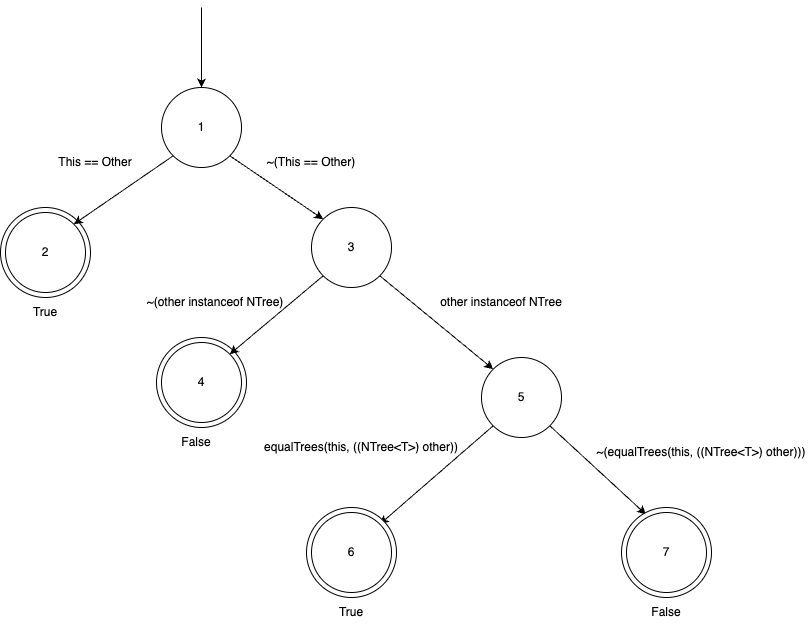 1
This == Other
~(This == Other)
2
3
True
~(other instanceof NTree)
other instanceof NTree
4
5
False
equalTrees(this, ((NTree<T>) other))
~(equalTrees(this, ((NTree<T>) other)))
6
7
True
False